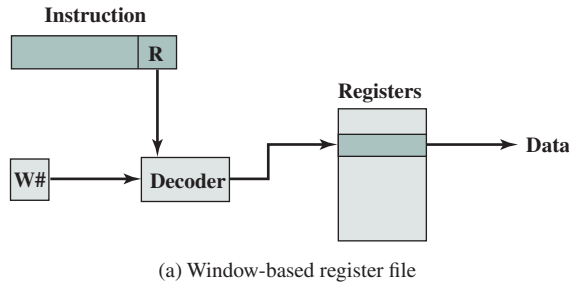 Instruction
R
Registers
Data
W#
Decoder
(a) Window-based register file